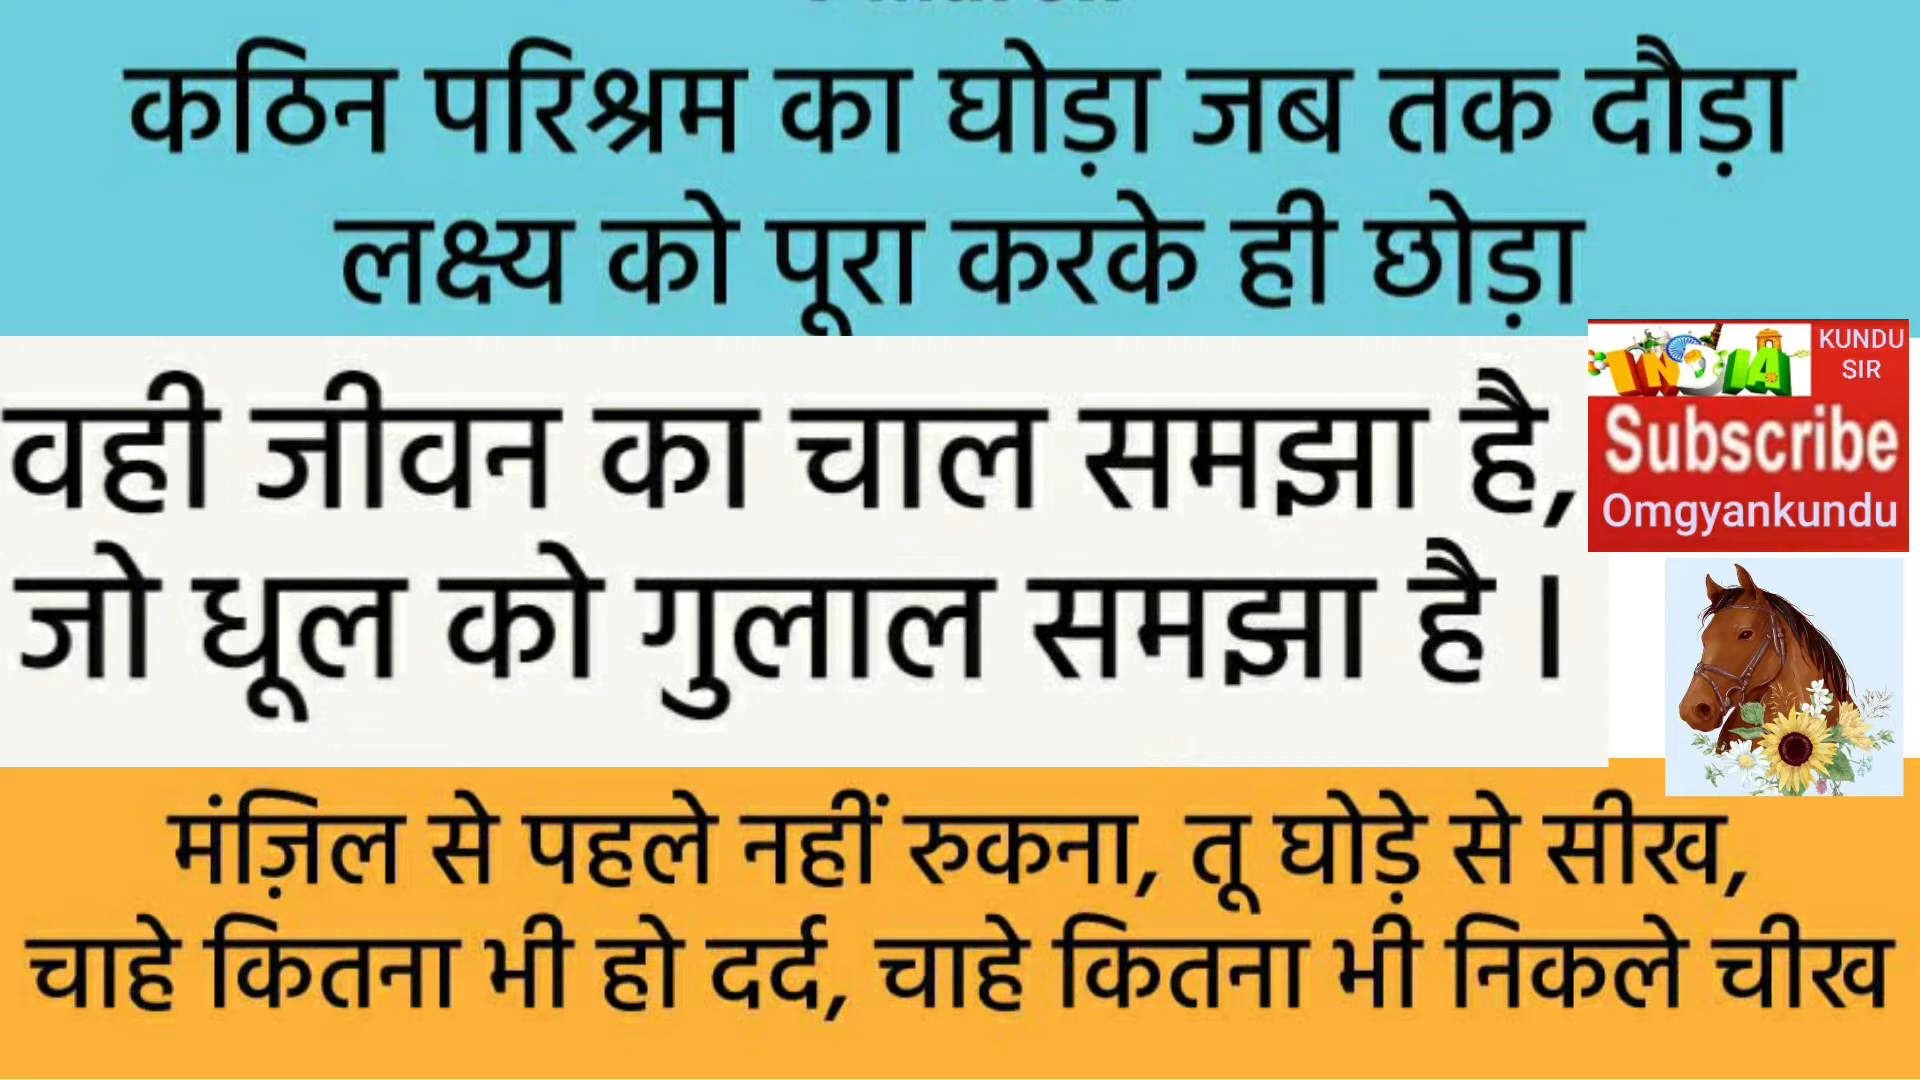 कठिन परिश्रम का घोड़ा जब तक दौड़ा
लक्ष्य को पूरा करके ही छोड़ा
वही जीवन का चाल समझा है,
जो धूल को गुलाल समझा है ।
INDIA
KUNDU
SIR
Subscribe
Omgyankundu
मंज़िल से पहले नहीं रुकना, तू घोड़े से सीख,
चाहे कितना भी हो दर्द, चाहे कितना भी निकले चीख